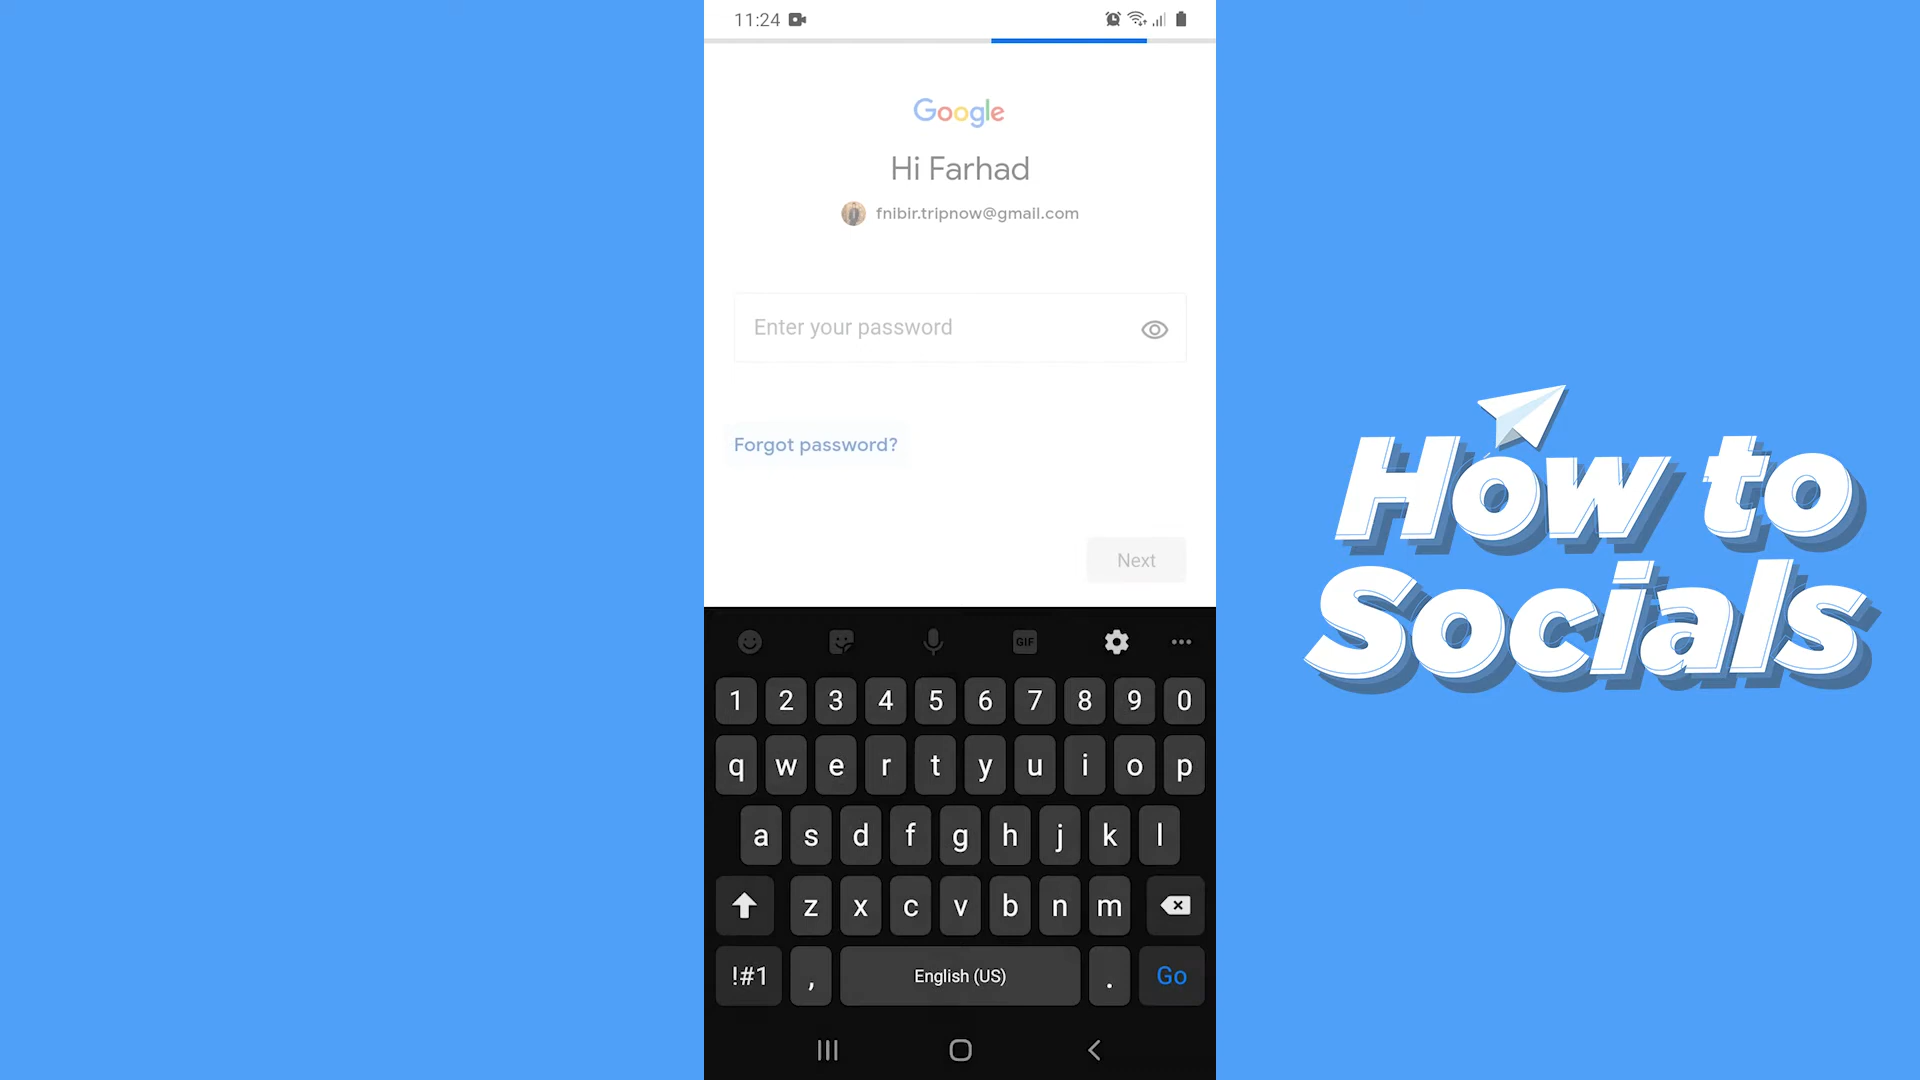 11:24
Google
Hi Farhad
fnibir.tripnow@gmail.com
Enter your password
Forgot password?
Next
GIF
1 2 3 4 5 6 7 8 9 0
q w e r t y u i o p
a s d f g h j k l
z x c v b n m
!#1 , English (US) . Go
How to
Socials